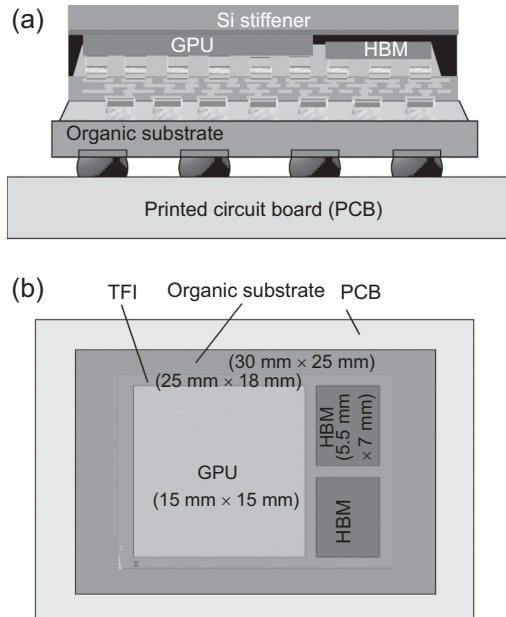 (a)
Si stiffener
GPU
HBM
Organic substrate
Printed circuit board (PCB)
(b)
TFI
Organic substrate
PCB
(30 mm × 25 mm)
(25 mm × 18 mm)
GPU
(15 mm × 15 mm)
HBM
(5.5 mm
× 7 mm)
HBM
X